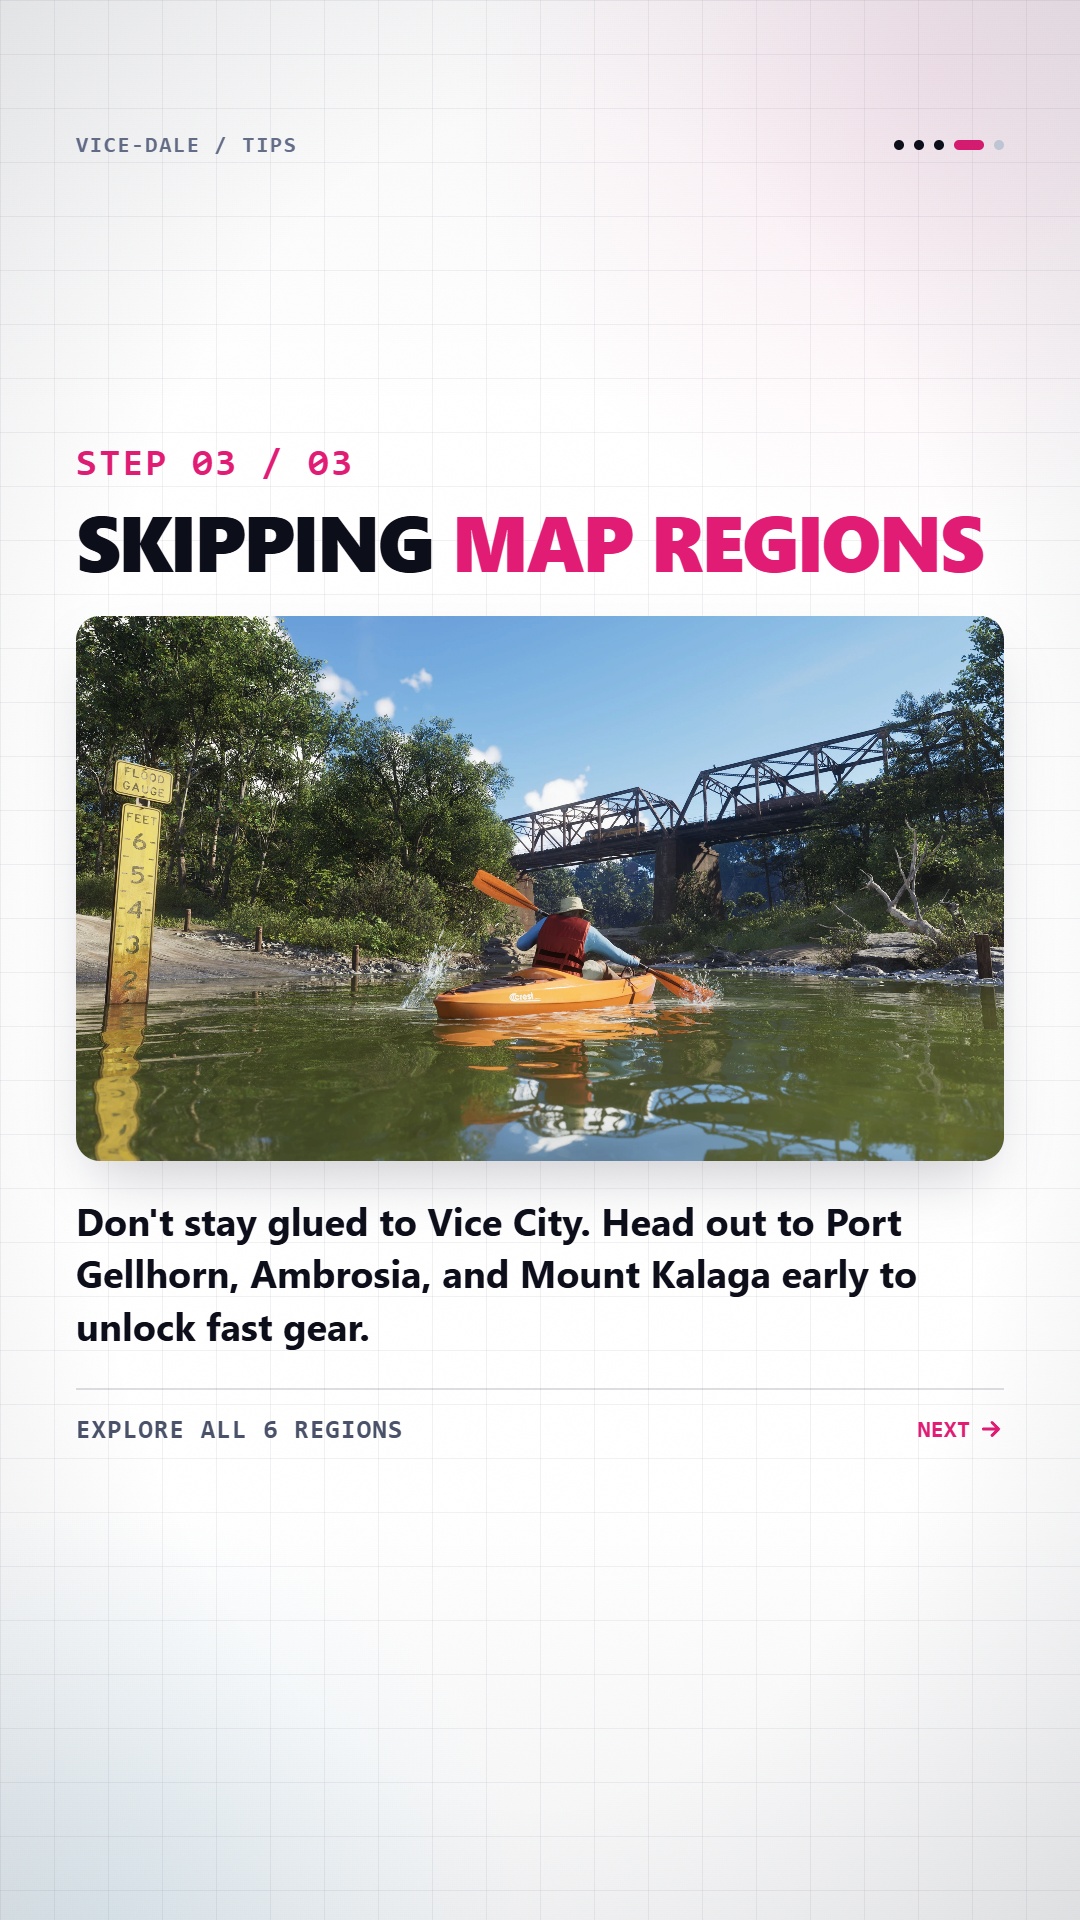 VICE-DALE / TIPS
STEP 03 / 03
SKIPPING MAP REGIONS
FLOOD
GAUGE
FEET
6
5
4
3
2
Don't stay glued to Vice City. Head out to Port
Gellhorn, Ambrosia, and Mount Kalaga early to
unlock fast gear.
EXPLORE ALL 6 REGIONS
NEXT →